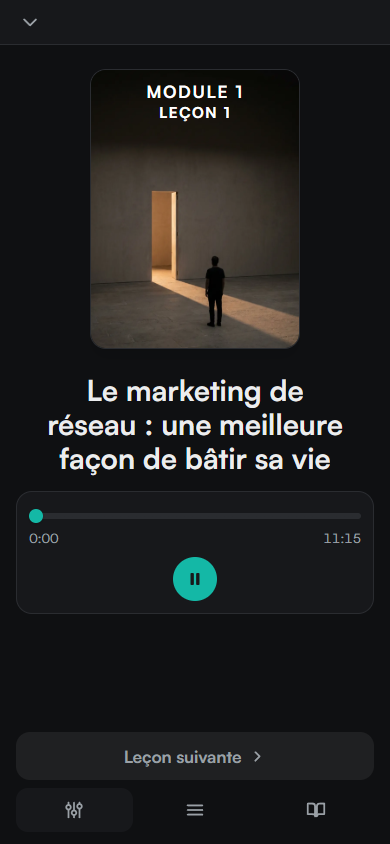 MODULE 1
LEÇON 1
Le marketing de
réseau : une meilleure
façon de bâtir sa vie
0:00
11:15
Leçon suivante